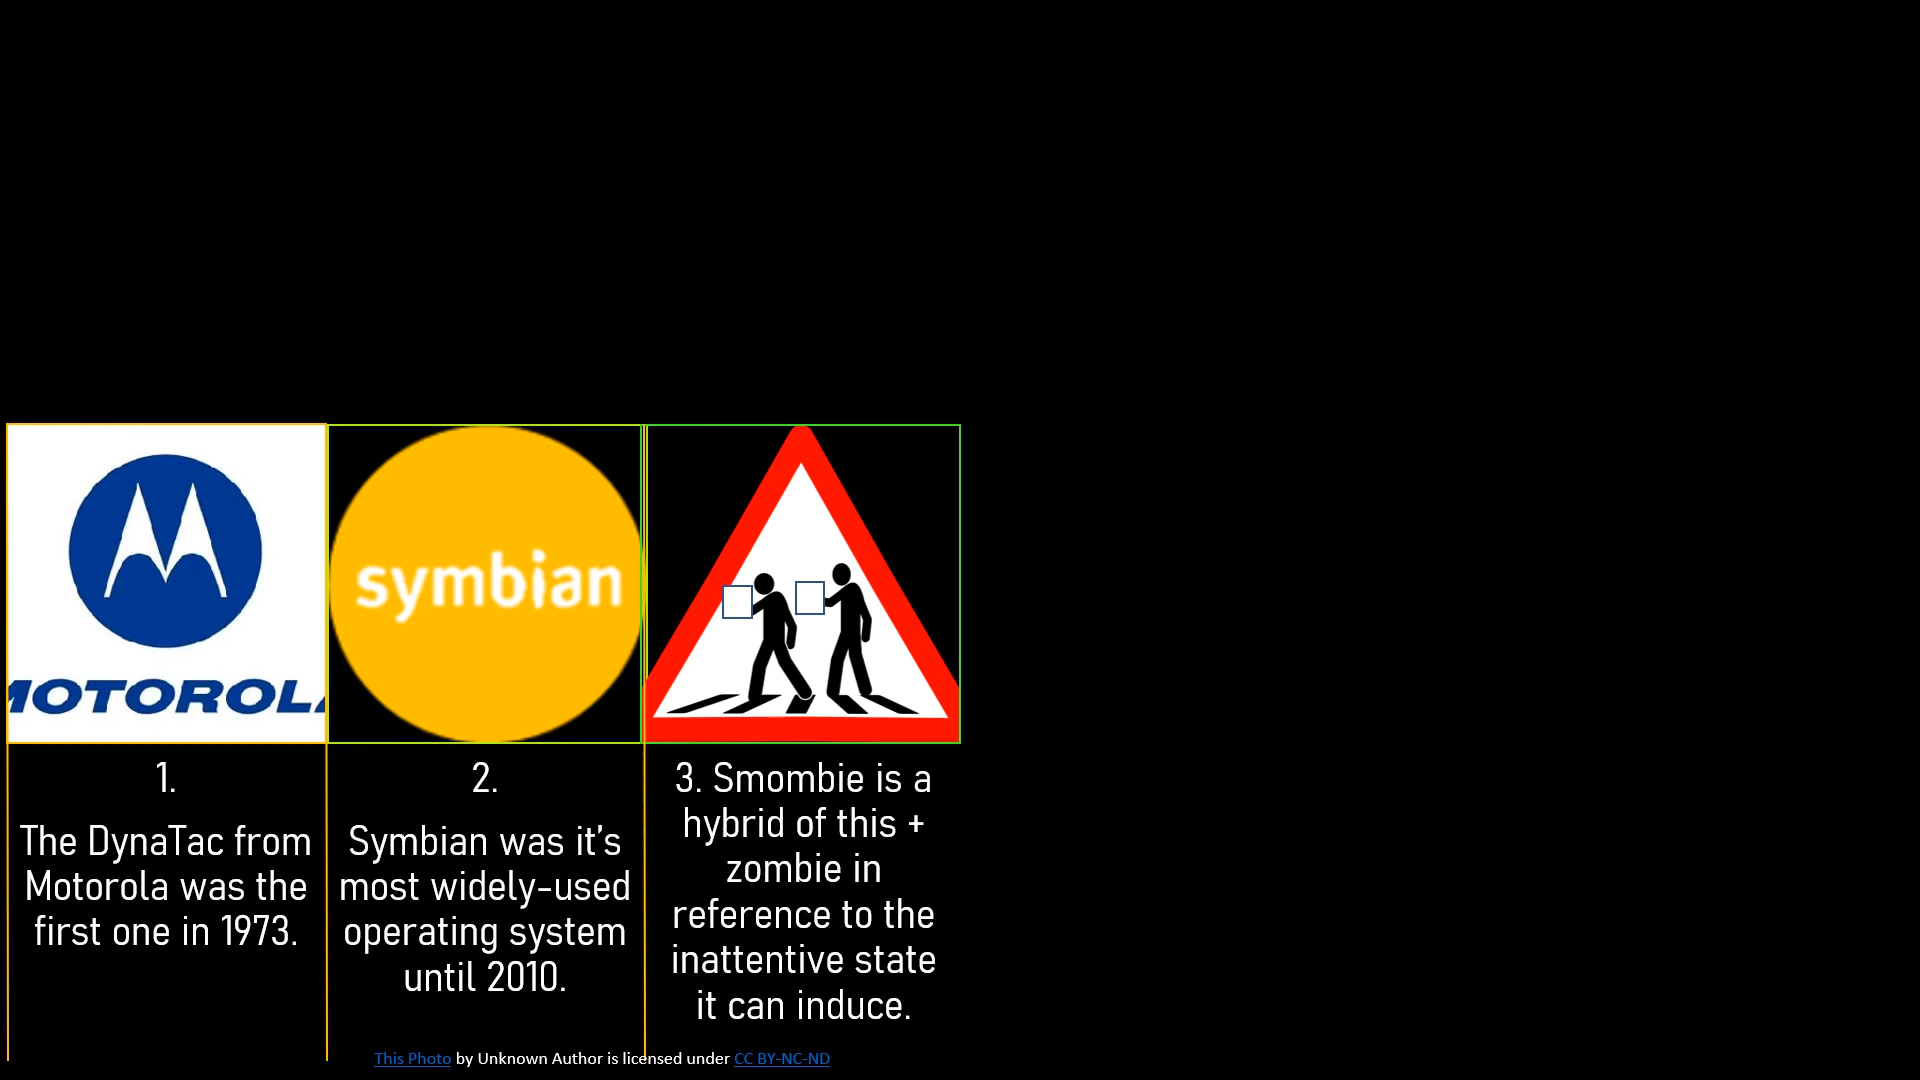 MOTOROLA
symbian
1.
The DynaTac from
Motorola was the
first one in 1973.
2.
Symbian was it’s
most widely-used
operating system
until 2010.
3. Smombie is a
hybrid of this +
zombie in
reference to the
inattentive state
it can induce.
This Photo by Unknown Author is licensed under CC BY-NC-ND